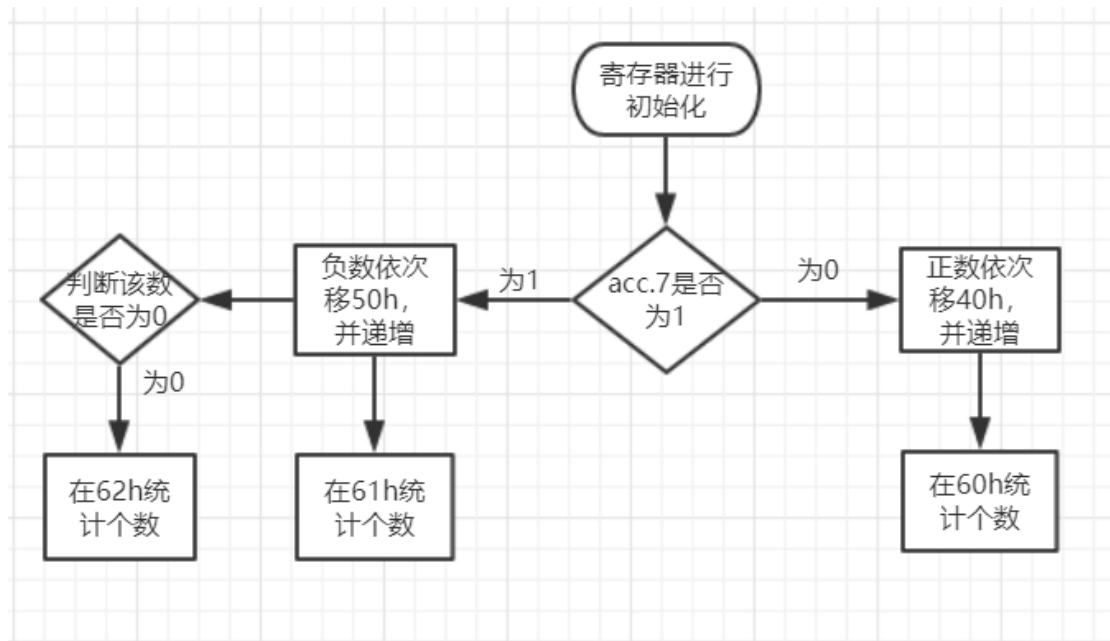 寄存器进行
初始化
判断该数
是否为0
负数依次
移50h，
并递增
为1
acc.7是否
为1
为0
正数依次
移40h，
并递增
为0
在62h统
计个数
在61h统
计个数
在60h统
计个数